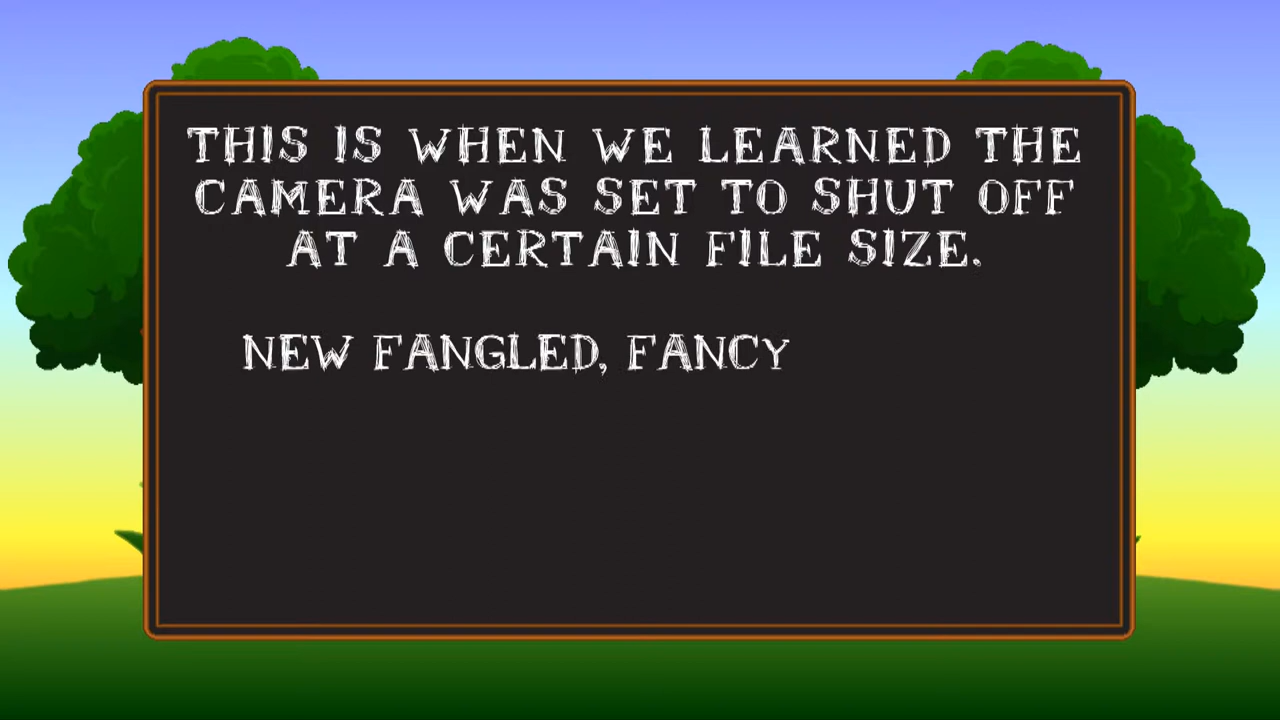 THIS IS WHEN WE LEARNED THE
CAMERA WAS SET TO SHUT OFF
AT A CERTAIN FILE SIZE.
NEW FANGLED, FANCY